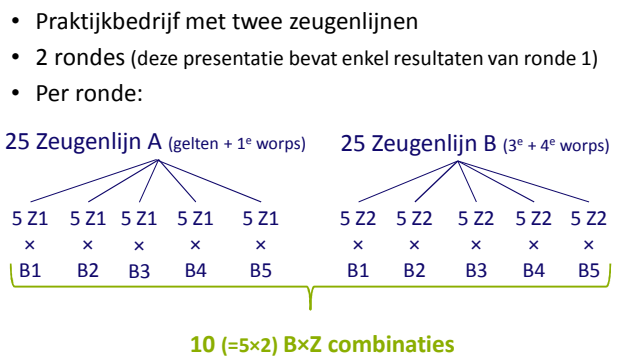 • Praktijkbedrijf met twee zeugenlijnen
• 2 rondes (deze presentatie bevat enkel resultaten van ronde 1)
• Per ronde:
25 Zeugenlijn A (gelten + 1e worps) 25 Zeugenlijn B (3e + 4e worps)
5 Z1 5 Z1 5 Z1 5 Z1 5 Z1 5 Z2 5 Z2 5 Z2 5 Z2 5 Z2
× × × × × × × × × ×
B1 B2 B3 B4 B5 B1 B2 B3 B4 B5
10 (=5×2) B×Z combinaties